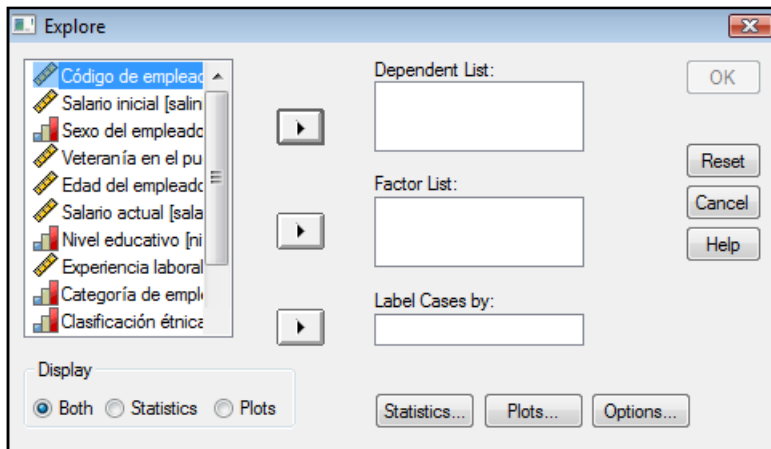 Explore
Código de emplead
Salario inicial [salin
Sexo del empleado
Veteranía en el pu
Edad del empleado
Salario actual [sala
Nivel educativo [ni
Experiencia laboral
Categoría de emple
Clasificación étnica
Display
Both
Statistics
Plots
Dependent List:
Factor List:
Label Cases by:
Statistics...
Plots...
Options...
OK
Reset
Cancel
Help